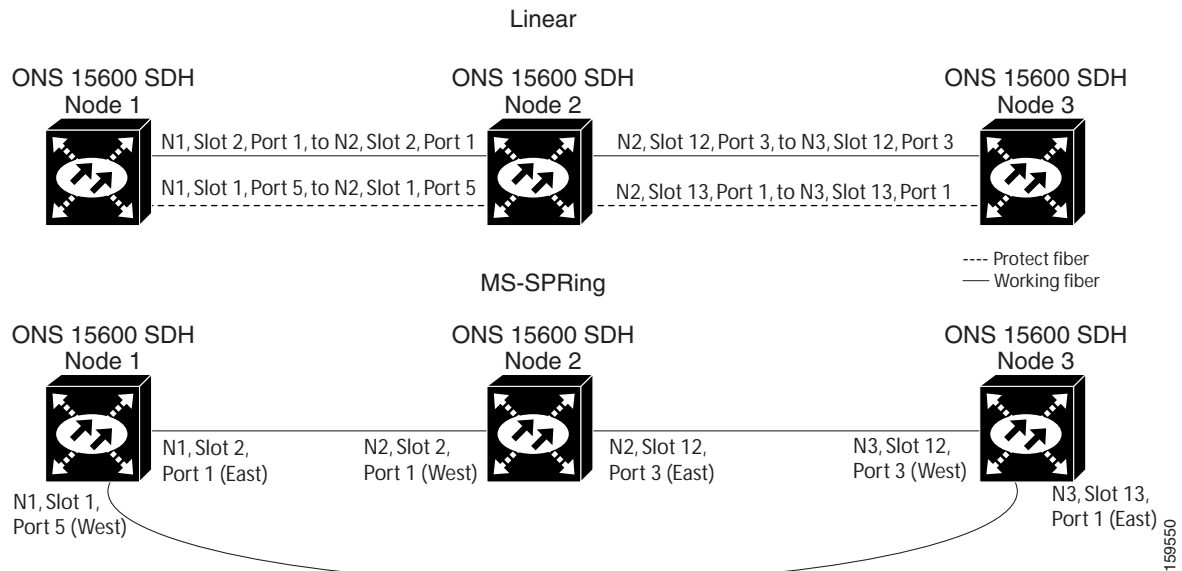 Linear
ONS 15600 SDH
Node 1
ONS 15600 SDH
Node 2
ONS 15600 SDH
Node 3
N1, Slot 2, Port 1, to N2, Slot 2, Port 1
N2, Slot 12, Port 3, to N3, Slot 12, Port 3
N1, Slot 1, Port 5, to N2, Slot 1, Port 5
N2, Slot 13, Port 1, to N3, Slot 13, Port 1
Protect fiber
Working fiber
MS-SPRing
ONS 15600 SDH
Node 1
ONS 15600 SDH
Node 2
ONS 15600 SDH
Node 3
N1, Slot 2,
Port 1 (East)
N2, Slot 2,
Port 1 (West)
N2, Slot 12,
Port 3 (East)
N3, Slot 12,
Port 3 (West)
N1, Slot 1,
Port 5 (West)
N3, Slot 13,
Port 1 (East)
159550